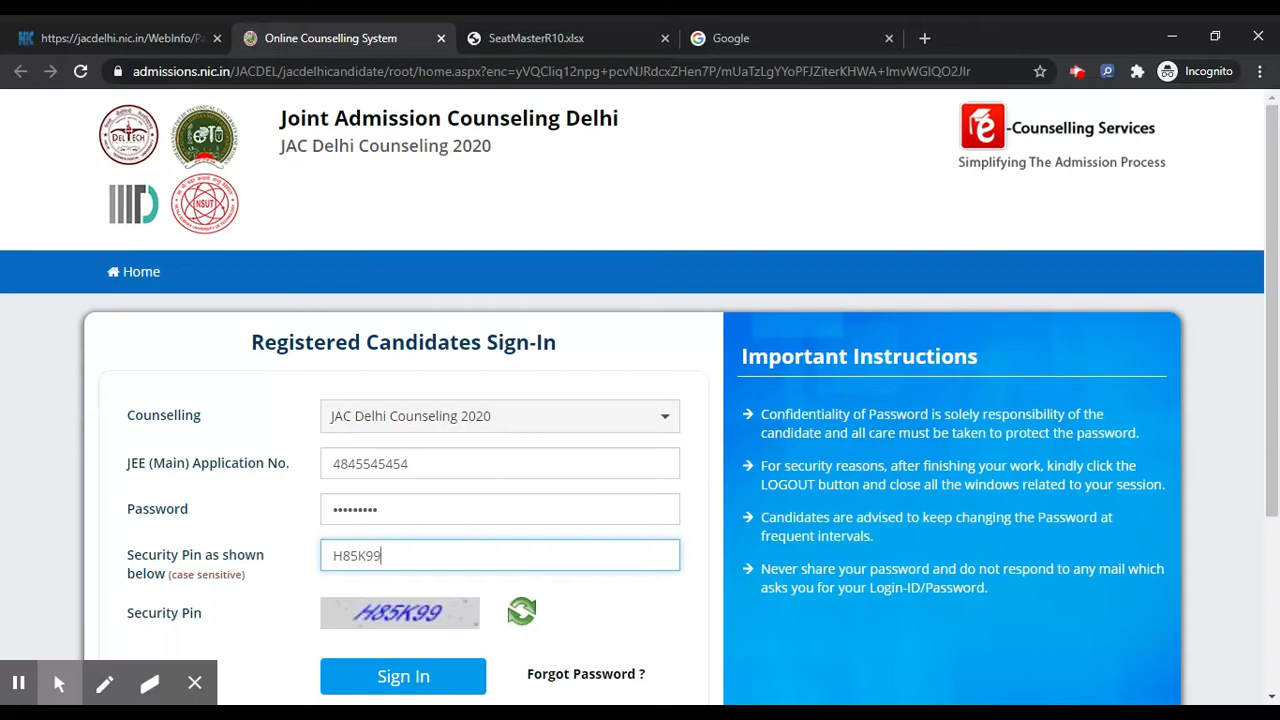 NIC https://jacdelhi.nic.in/WebInfo/Pa
Online Counselling System
SeatMasterR10.xlsx
Google
admissions.nic.in/JACDEL/jacdelhicandidate/root/home.aspx?enc=yVQCliq12npg+pcvNJRdcxZHen7P/mUaTzLgYYoPFJZiterKHWA+ImvWGIQO2JIr
Incognito
DELTECH
NSUT
Joint Admission Counseling Delhi
JAC Delhi Counseling 2020
e-Counselling Services
Simplifying The Admission Process
Home
Registered Candidates Sign-In
Counselling
JAC Delhi Counseling 2020
JEE (Main) Application No.
4845545454
Password
•••••••••
Security Pin as shown
below (case sensitive)
H85K99
Security Pin
H85K99
Sign In
Forgot Password ?
Important Instructions
Confidentiality of Password is solely responsibility of the
candidate and all care must be taken to protect the password.
For security reasons, after finishing your work, kindly click the
LOGOUT button and close all the windows related to your session.
Candidates are advised to keep changing the Password at
frequent intervals.
Never share your password and do not respond to any mail which
asks you for your Login-ID/Password.